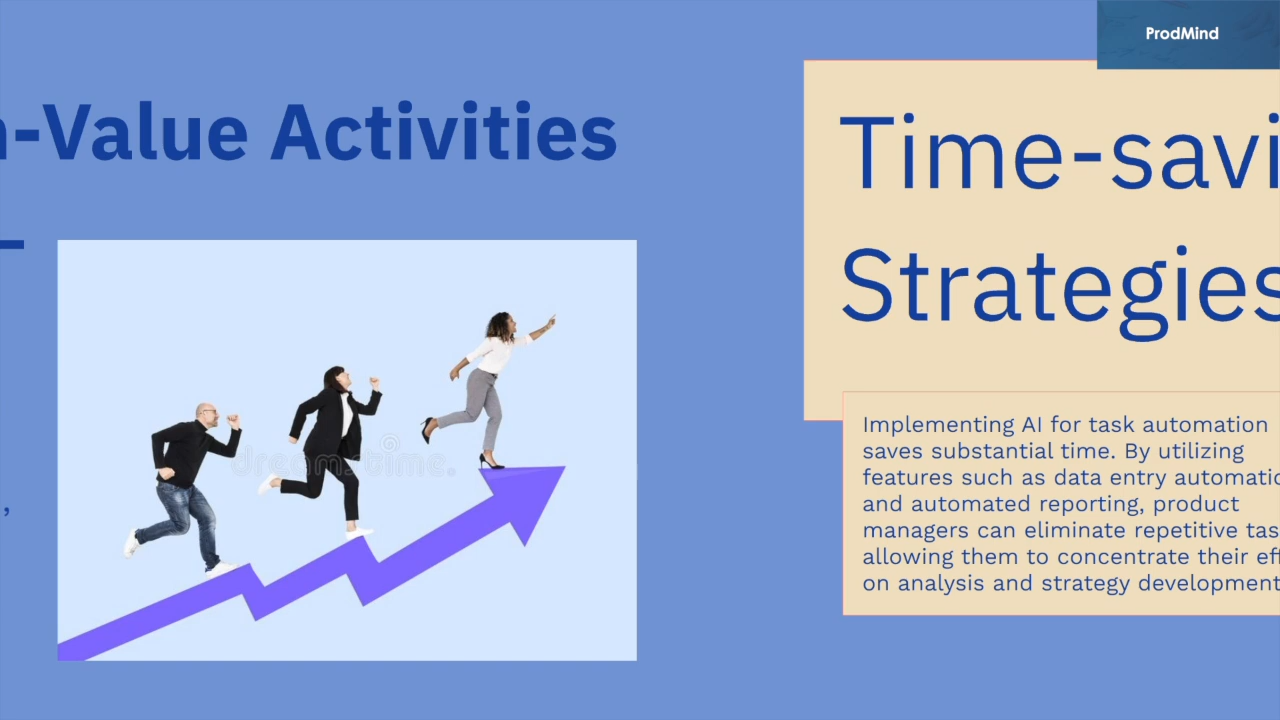 ProdMind
-Value Activities
Time-savi
Strategies
dreamstime.
Implementing AI for task automation
saves substantial time. By utilizing
features such as data entry automatic
and automated reporting, product
managers can eliminate repetitive tas
allowing them to concentrate their eff
on analysis and strategy development
,